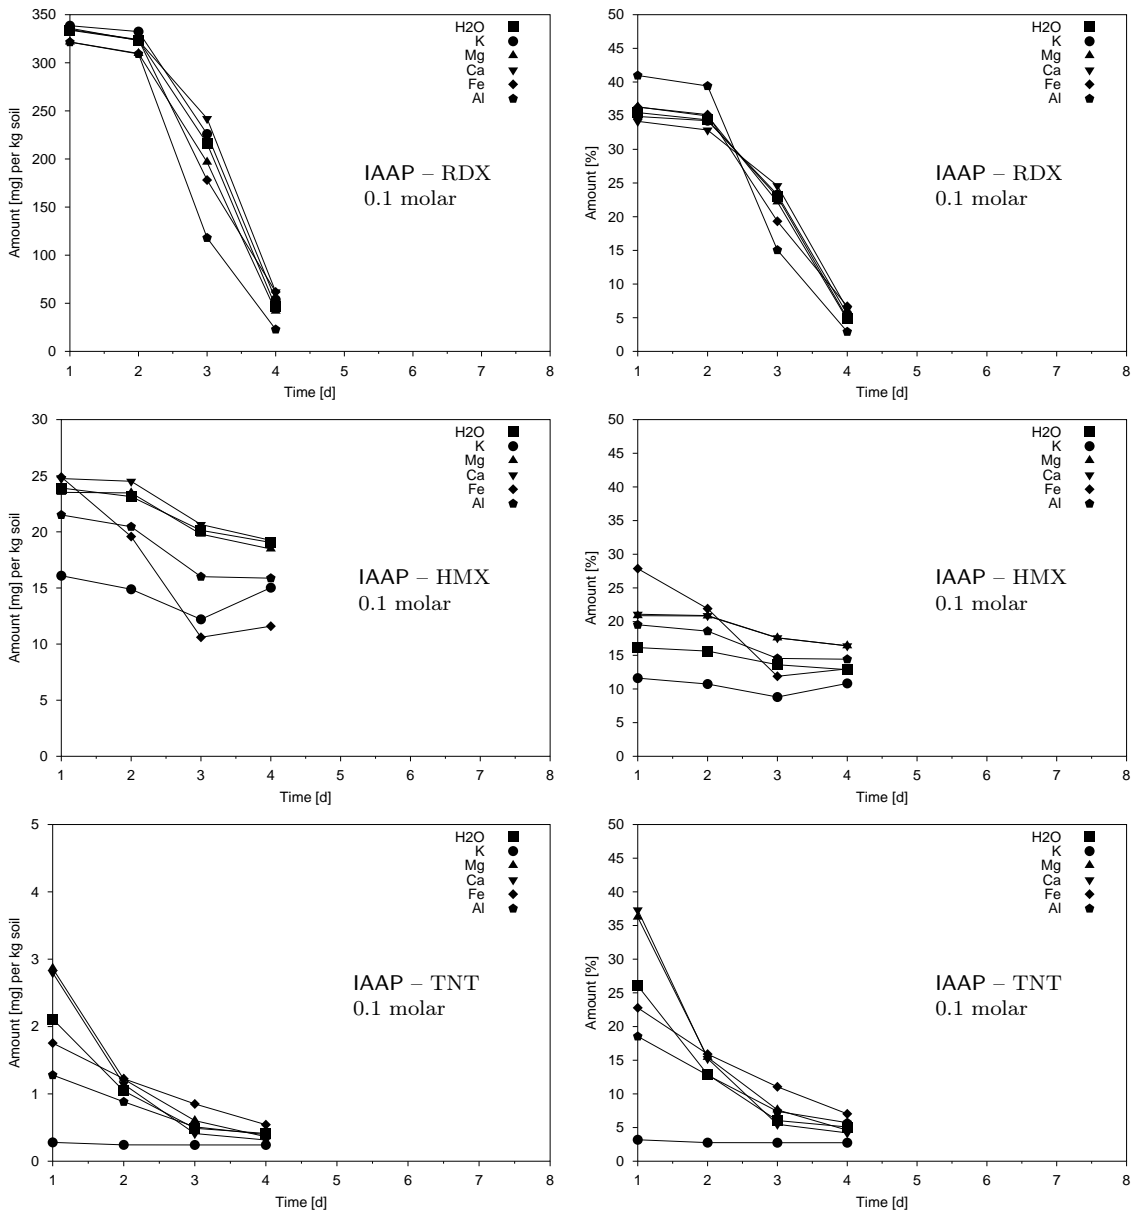 350
300
250
200
150
100
50
0
1 2 3 4 5 6 7 8
Amount [mg] per kg soil
Time [d]
H2O
K
Mg
Ca
Fe
Al
IAAP – RDX
0.1 molar
50
45
40
35
30
25
20
15
10
5
0
1 2 3 4 5 6 7 8
Amount [%]
Time [d]
H2O
K
Mg
Ca
Fe
Al
IAAP – RDX
0.1 molar
30
25
20
15
10
5
0
1 2 3 4 5 6 7 8
Amount [mg] per kg soil
Time [d]
H2O
K
Mg
Ca
Fe
Al
IAAP – HMX
0.1 molar
50
45
40
35
30
25
20
15
10
5
0
1 2 3 4 5 6 7 8
Amount [%]
Time [d]
H2O
K
Mg
Ca
Fe
Al
IAAP – HMX
0.1 molar
5
4
3
2
1
0
1 2 3 4 5 6 7 8
Amount [mg] per kg soil
Time [d]
H2O
K
Mg
Ca
Fe
Al
IAAP – TNT
0.1 molar
50
45
40
35
30
25
20
15
10
5
0
1 2 3 4 5 6 7 8
Amount [%]
Time [d]
H2O
K
Mg
Ca
Fe
Al
IAAP – TNT
0.1 molar